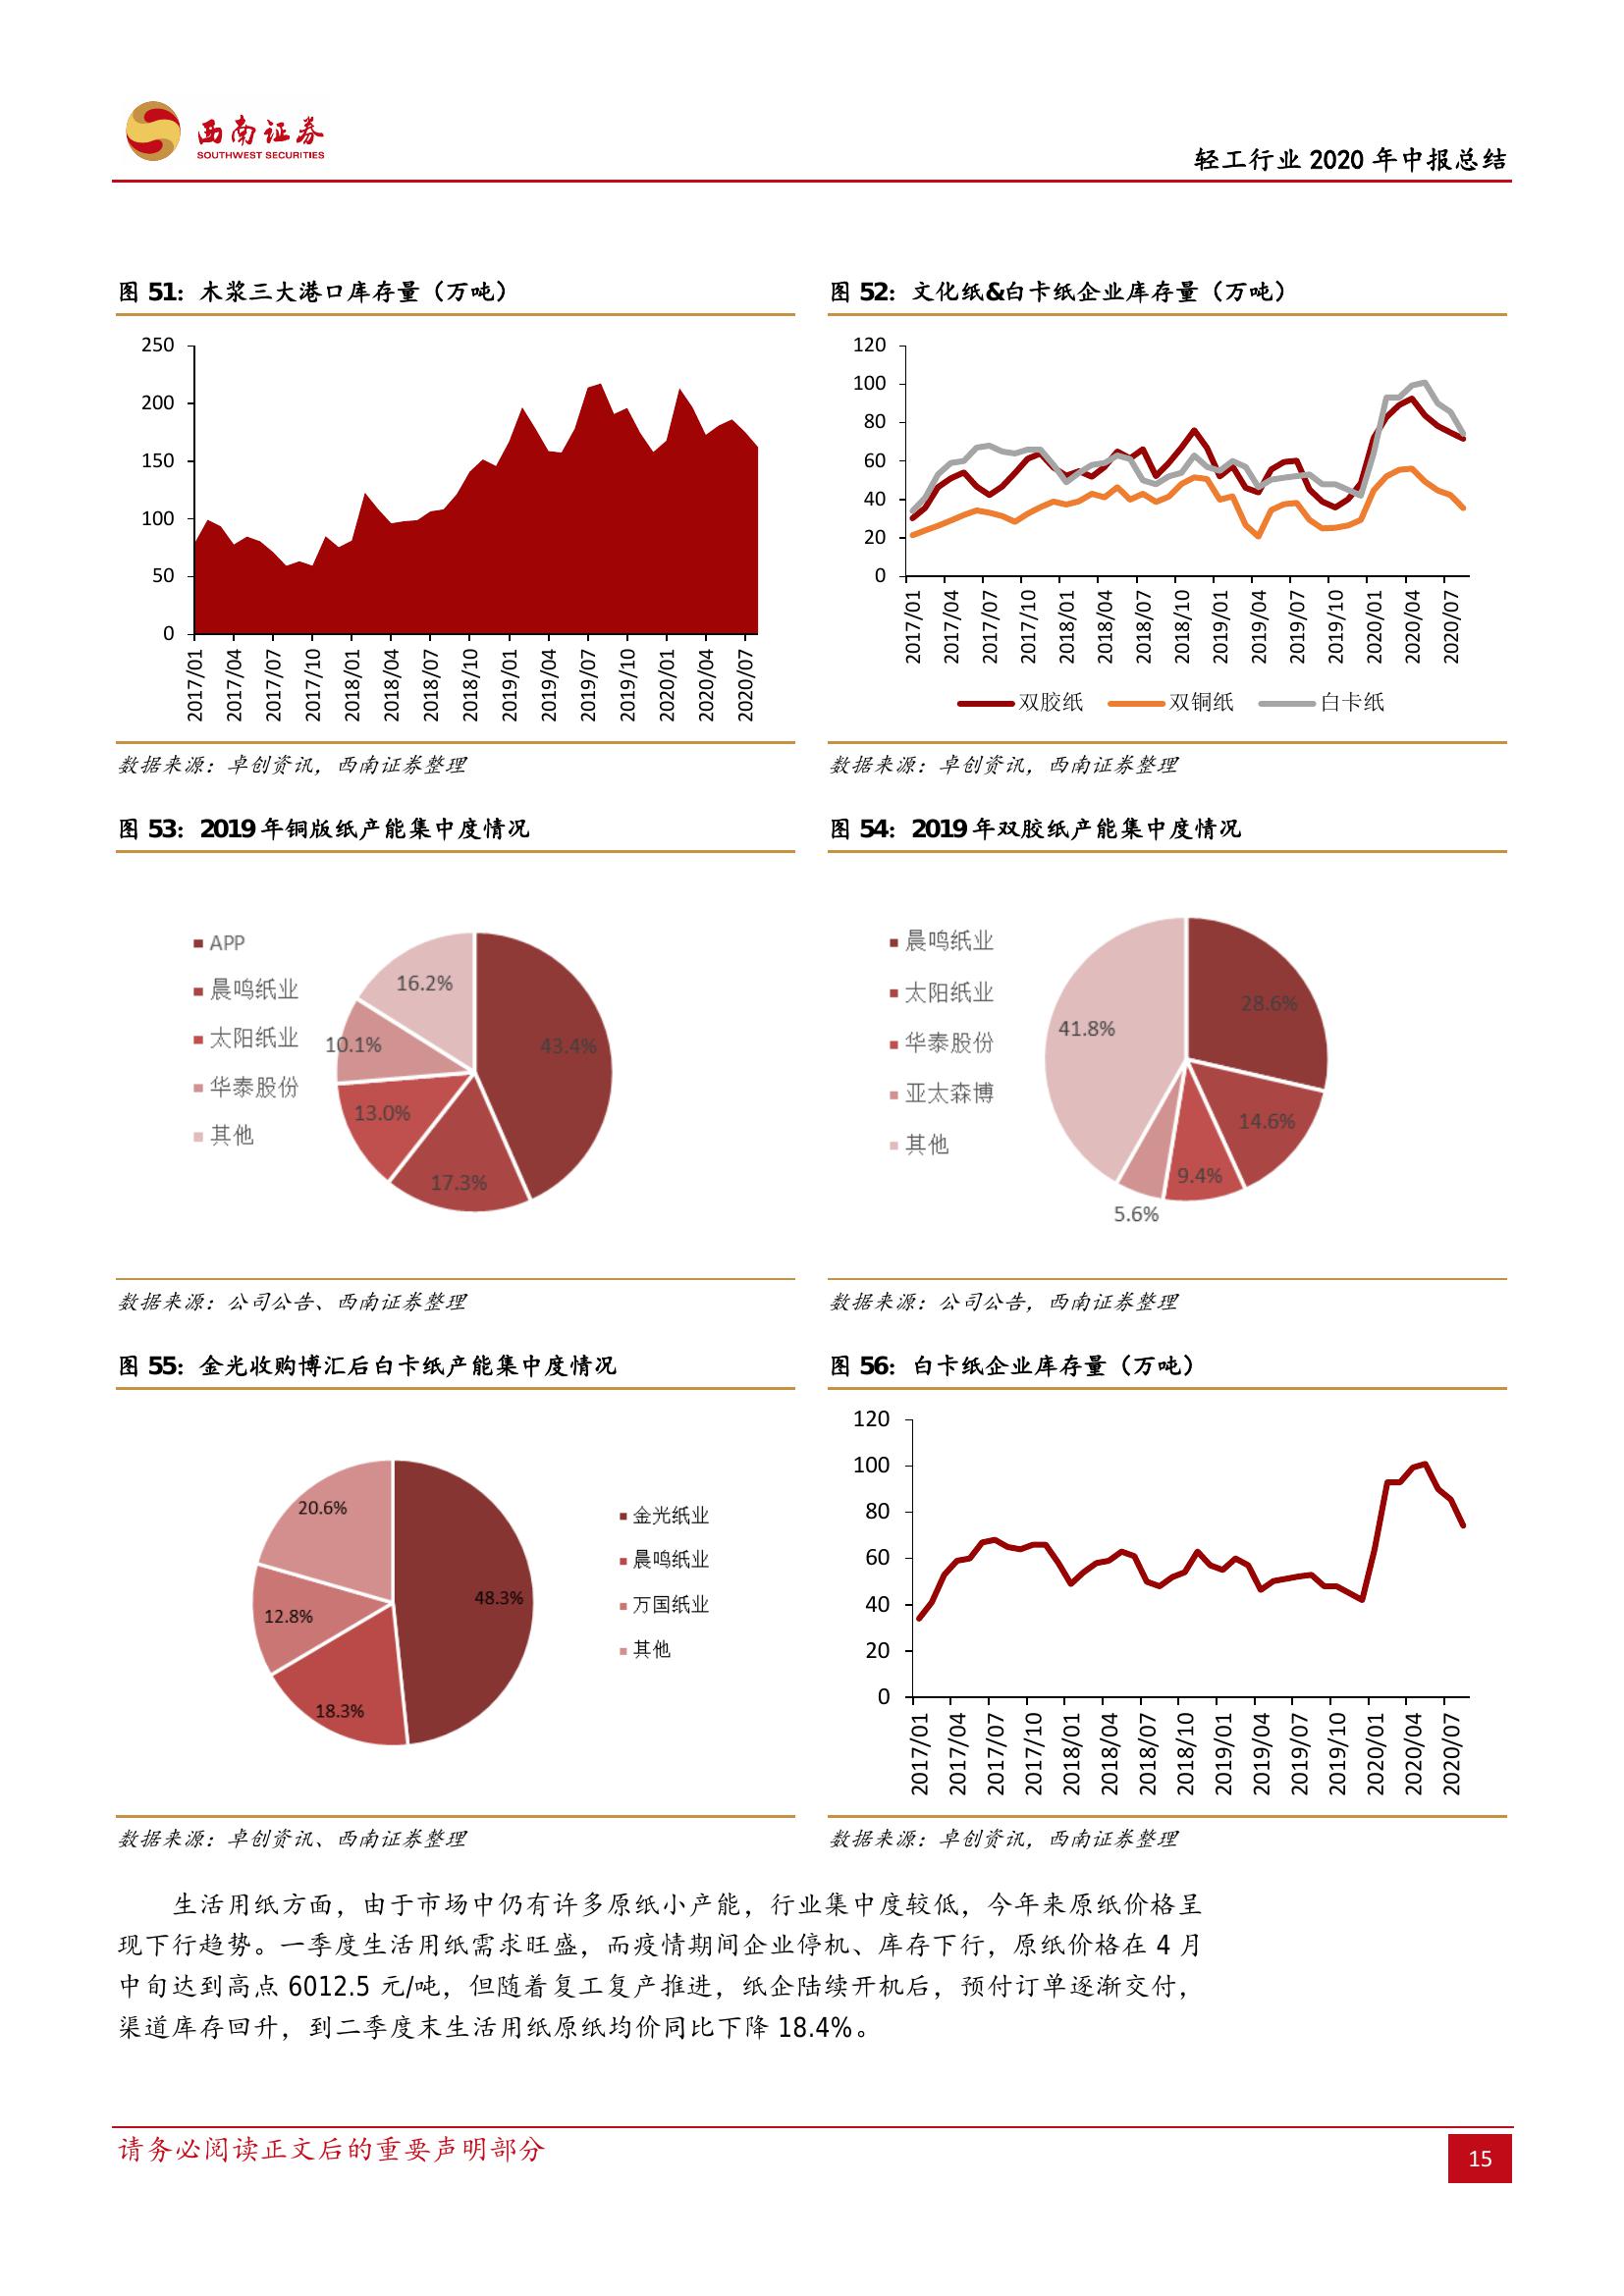 西南证券
SOUTHWEST SECURITIES
轻工行业 2020 年中报总结
图 51：木浆三大港口库存量（万吨）
250
200
150
100
50
0
2017/01
2017/04
2017/07
2017/10
2018/01
2018/04
2018/07
2018/10
2019/01
2019/04
2019/07
2019/10
2020/01
2020/04
2020/07
数据来源：卓创资讯，西南证券整理
图 52：文化纸&白卡纸企业库存量（万吨）
120
100
80
60
40
20
0
2017/01
2017/04
2017/07
2017/10
2018/01
2018/04
2018/07
2018/10
2019/01
2019/04
2019/07
2019/10
2020/01
2020/04
2020/07
双胶纸 双铜纸 白卡纸
数据来源：卓创资讯，西南证券整理
图 53：2019 年铜版纸产能集中度情况
APP
晨鸣纸业
太阳纸业
华泰股份
其他
16.2%
10.1%
43.4%
13.0%
17.3%
数据来源：公司公告、西南证券整理
图 54：2019 年双胶纸产能集中度情况
晨鸣纸业
太阳纸业
华泰股份
亚太森博
其他
28.6%
41.8%
14.6%
9.4%
5.6%
数据来源：公司公告，西南证券整理
图 55：金光收购博汇后白卡纸产能集中度情况
20.6%
48.3%
12.8%
18.3%
金光纸业
晨鸣纸业
万国纸业
其他
数据来源：卓创资讯、西南证券整理
图 56：白卡纸企业库存量（万吨）
120
100
80
60
40
20
0
2017/01
2017/04
2017/07
2017/10
2018/01
2018/04
2018/07
2018/10
2019/01
2019/04
2019/07
2019/10
2020/01
2020/04
2020/07
数据来源：卓创资讯，西南证券整理
生活用纸方面，由于市场中仍有许多原纸小产能，行业集中度较低，今年来原纸价格呈
现下行趋势。一季度生活用纸需求旺盛，而疫情期间企业停机、库存下行，原纸价格在 4 月
中旬达到高点 6012.5 元/吨，但随着复工复产推进，纸企陆续开机后，预付订单逐渐交付，
渠道库存回升，到二季度末生活用纸原纸均价同比下降 18.4%。
请务必阅读正文后的重要声明部分
15